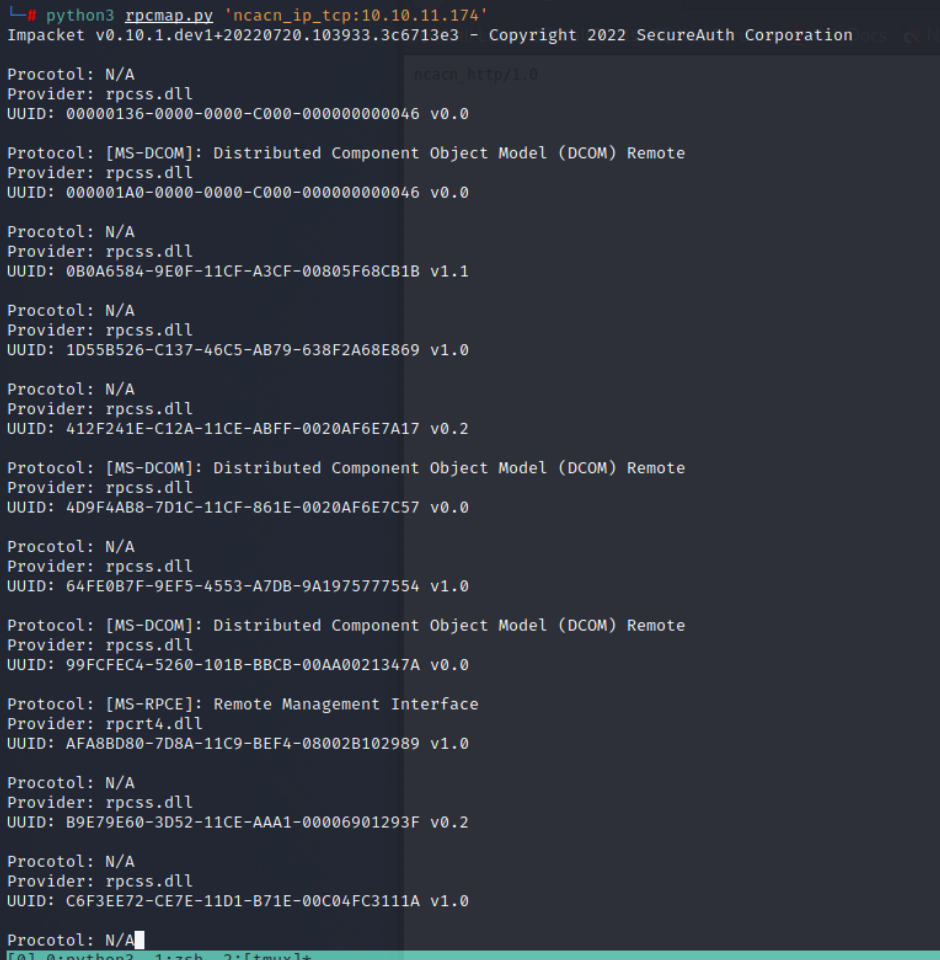 └─# python3 rpcmap.py 'ncacn_ip_tcp:10.10.11.174'
Impacket v0.10.1.dev1+20220720.103933.3c6713e3 - Copyright 2022 SecureAuth Corporation
ncacn_http/1.0
Procotol: N/A
Provider: rpcss.dll
UUID: 00000136-0000-0000-C000-000000000046 v0.0
Protocol: [MS-DCOM]: Distributed Component Object Model (DCOM) Remote
Provider: rpcss.dll
UUID: 000001A0-0000-0000-C000-000000000046 v0.0
Procotol: N/A
Provider: rpcss.dll
UUID: 0B0A6584-9E0F-11CF-A3CF-00805F68CB1B v1.1
Procotol: N/A
Provider: rpcss.dll
UUID: 1D55B526-C137-46C5-AB79-638F2A68E869 v1.0
Procotol: N/A
Provider: rpcss.dll
UUID: 412F241E-C12A-11CE-ABFF-0020AF6E7A17 v0.2
Protocol: [MS-DCOM]: Distributed Component Object Model (DCOM) Remote
Provider: rpcss.dll
UUID: 4D9F4AB8-7D1C-11CF-861E-0020AF6E7C57 v0.0
Procotol: N/A
Provider: rpcss.dll
UUID: 64FE0B7F-9EF5-4553-A7DB-9A1975777554 v1.0
Protocol: [MS-DCOM]: Distributed Component Object Model (DCOM) Remote
Provider: rpcss.dll
UUID: 99FCFEC4-5260-101B-BBCB-00AA0021347A v0.0
Protocol: [MS-RPCE]: Remote Management Interface
Provider: rpcrt4.dll
UUID: AFA8BD80-7D8A-11C9-BEF4-08002B102989 v1.0
Procotol: N/A
Provider: rpcss.dll
UUID: B9E79E60-3D52-11CE-AAA1-00006901293F v0.2
Procotol: N/A
Provider: rpcss.dll
UUID: C6F3EE72-CE7E-11D1-B71E-00C04FC3111A v1.0
Procotol: N/A
[0] 0:python3 1:zsh 2:[tmux]*